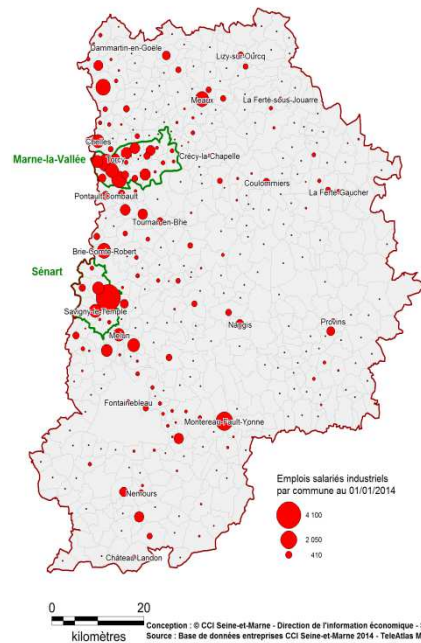 Dammartin-en-Goële
Lizy-sur-Ourcq
Meaux
La Ferté-sous-Jouarre
Chelles
Marne-la-Vallée
Torcy
Crécy-la-Chapelle
Coulommiers
La Ferté-Gaucher
Pontault-Combault
Tournan-en-Brie
Brie-Comte-Robert
Sénart
Savigny-le-Temple
Nangis
Provins
Melun
Fontainebleau
Montereau-Fault-Yonne
Emplois salariés industriels
par commune au 01/01/2014
4 100
2 050
410
Nemours
Château-Landon
0 20
kilomètres
Conception : © CCI Seine-et-Marne - Direction de l'information économique -
Source : Base de données entreprises CCI Seine-et-Marne 2014 - TeleAtlas M